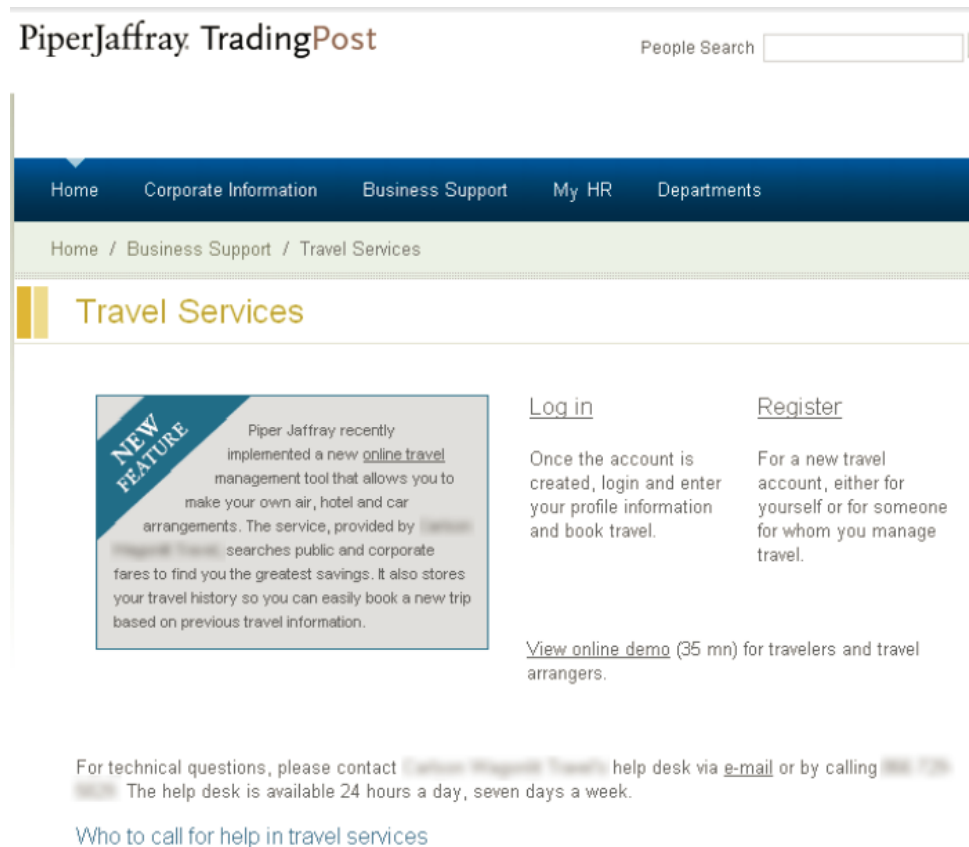 PiperJaffray. TradingPost
People Search
Home Corporate Information Business Support My HR Departments
Home / Business Support / Travel Services
Travel Services
NEW
FEATURE
Piper Jaffray recently
implemented a new online travel
management tool that allows you to
make your own air, hotel and car
arrangements. The service, provided by
searches public and corporate
fares to find you the greatest savings. It also stores
your travel history so you can easily book a new trip
based on previous travel information.
Log in
Once the account is
created, login and enter
your profile information
and book travel.
Register
For a new travel
account, either for
yourself or for someone
for whom you manage
travel.
View online demo (35 mn) for travelers and travel
arrangers.
For technical questions, please contact help desk via e-mail or by calling
The help desk is available 24 hours a day, seven days a week.
Who to call for help in travel services